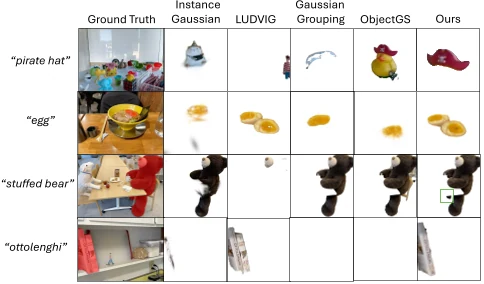 Ground Truth Instance Gaussian LUDVIG Gaussian Grouping ObjectGS Ours
"pirate hat"
"egg"
"stuffed bear"
"ottolenghi"